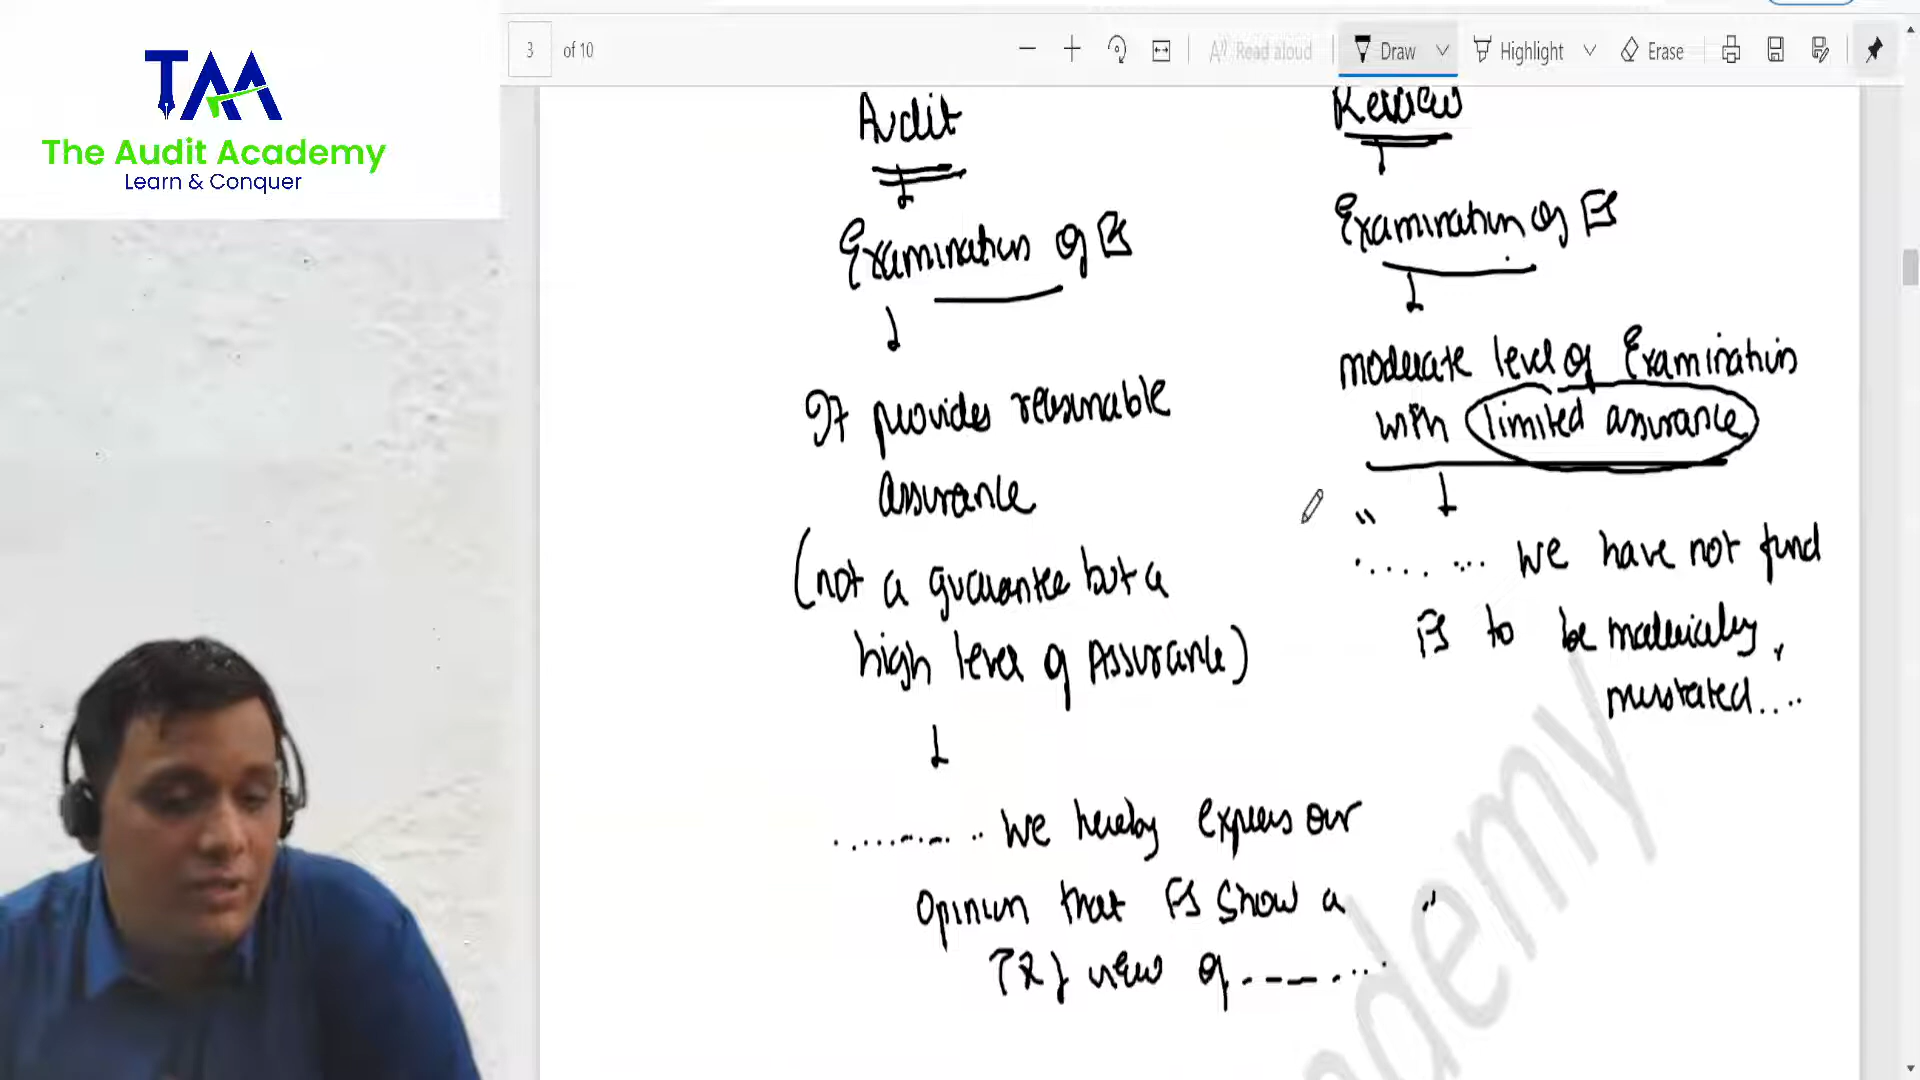 TAA
The Audit Academy
Learn & Conquer
3 of 10
Read aloud
Draw
Highlight
Erase
Audit
Examination of FS
It provides reasonable
assurance
(not a guarantee but a
high level of Assurance)
.......... We hereby express our
Opinion that FS show a
T & f view of ..........
Review
Examination of FS
moderate level of Examination
with limited assurance
" ........ We have not fund
FS to be materially
misstated.... "
ademy